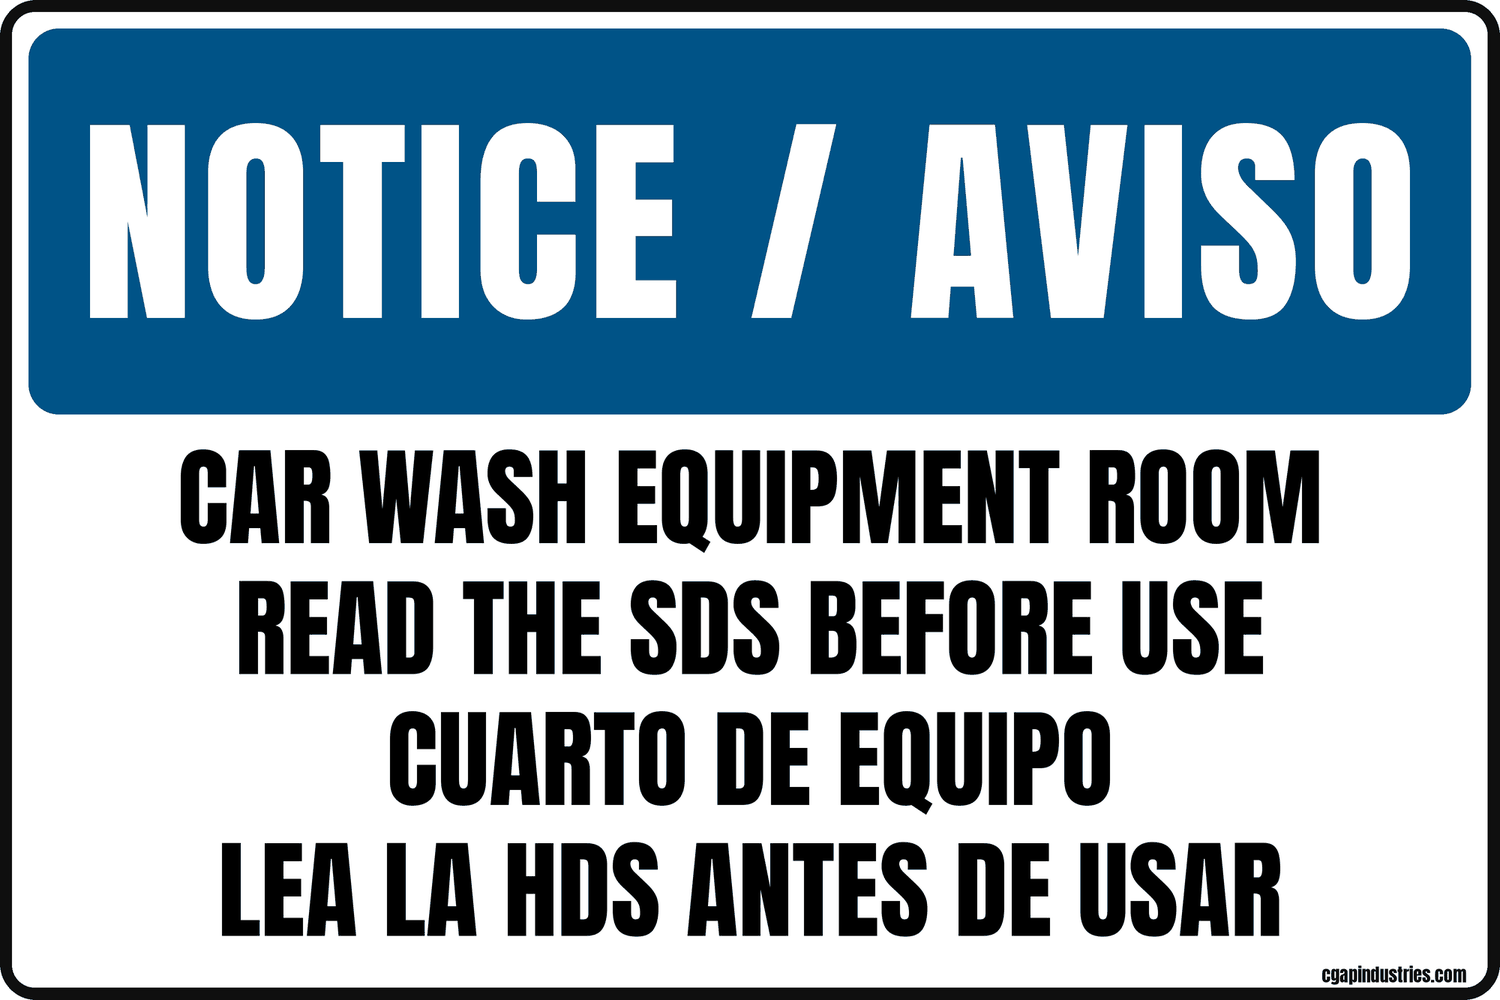 NOTICE / AVISO
CAR WASH EQUIPMENT ROOM
READ THE SDS BEFORE USE
CUARTO DE EQUIPO
LEA LA HDS ANTES DE USAR
cgapindustries.com